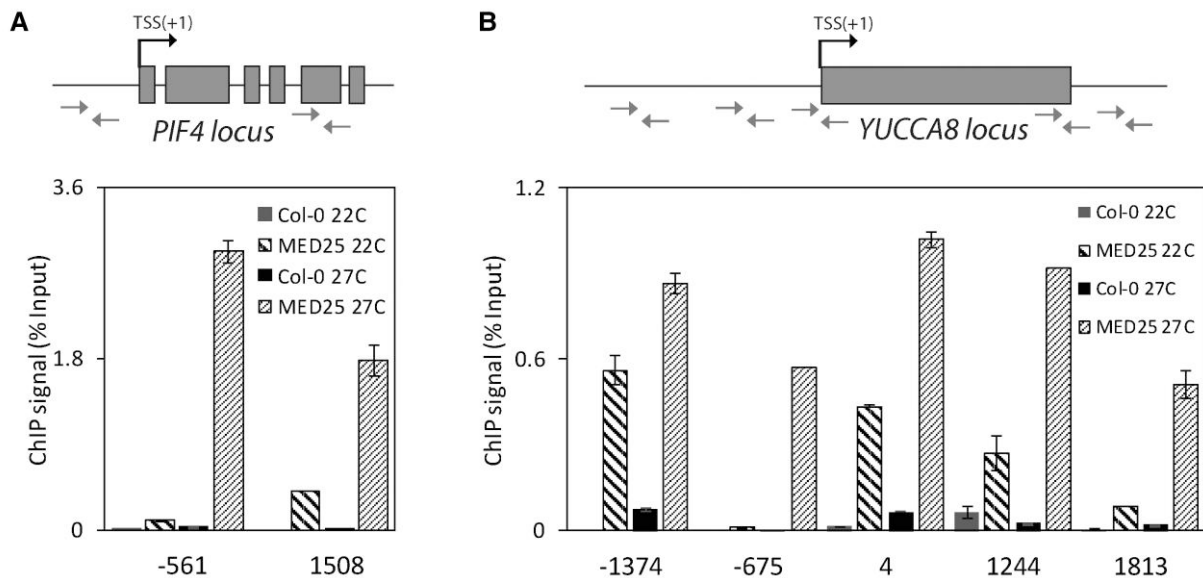 A
TSS(+1)
PIF4 locus
ChIP signal (% Input)
3.6
1.8
0
Col-0 22C
MED25 22C
Col-0 27C
MED25 27C
-561 1508
B
TSS(+1)
YUCCA8 locus
ChIP signal (% Input)
1.2
0.6
0
Col-0 22C
MED25 22C
Col-0 27C
MED25 27C
-1374 -675 4 1244 1813